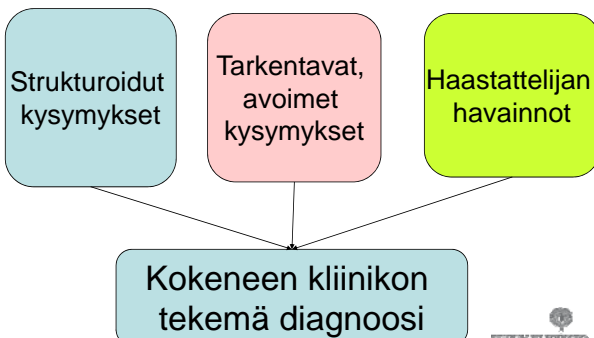 Strukturoidut
kysymykset
Tarkentavat,
avoimet
kysymykset
Haastattelijan
havainnot
Kokeneen kliinikon
tekemä diagnoosi